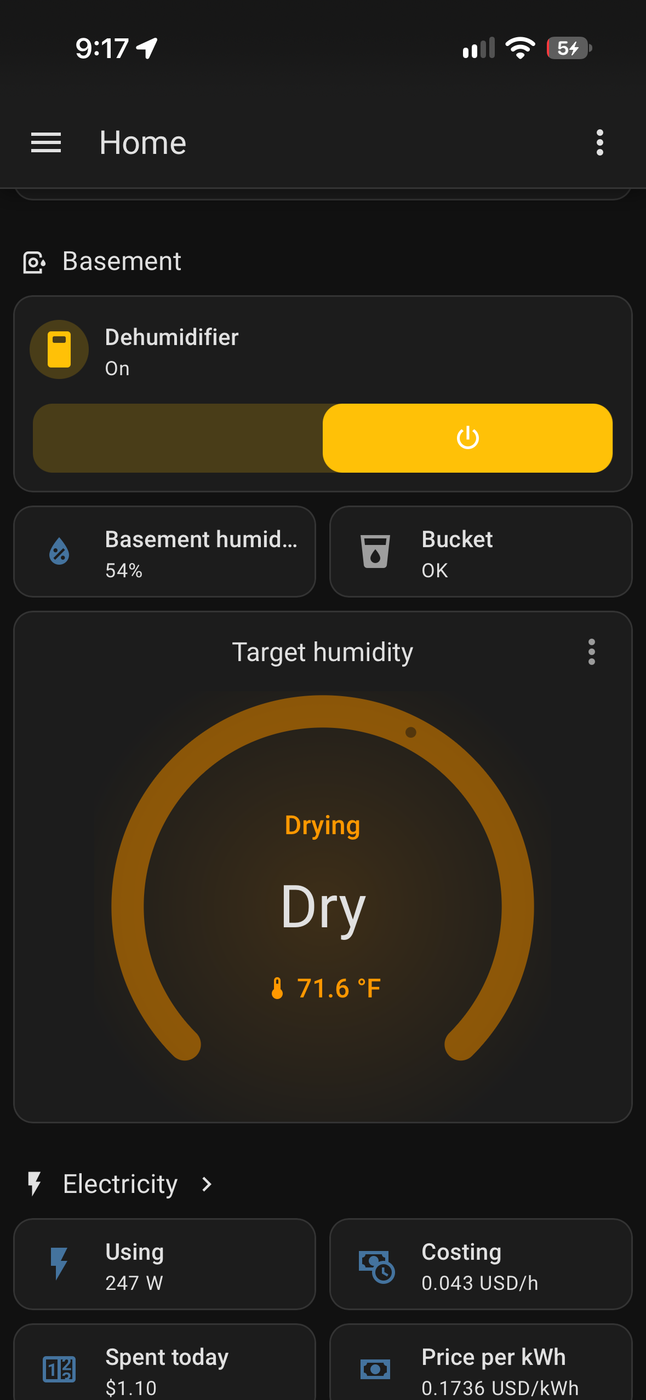 9:17
5
Home
Basement
Dehumidifier
On
Basement humid...
54%
Bucket
OK
Target humidity
Drying
Dry
71.6 °F
Electricity
Using
247 W
Costing
0.043 USD/h
Spent today
$1.10
Price per kWh
0.1736 USD/kWh